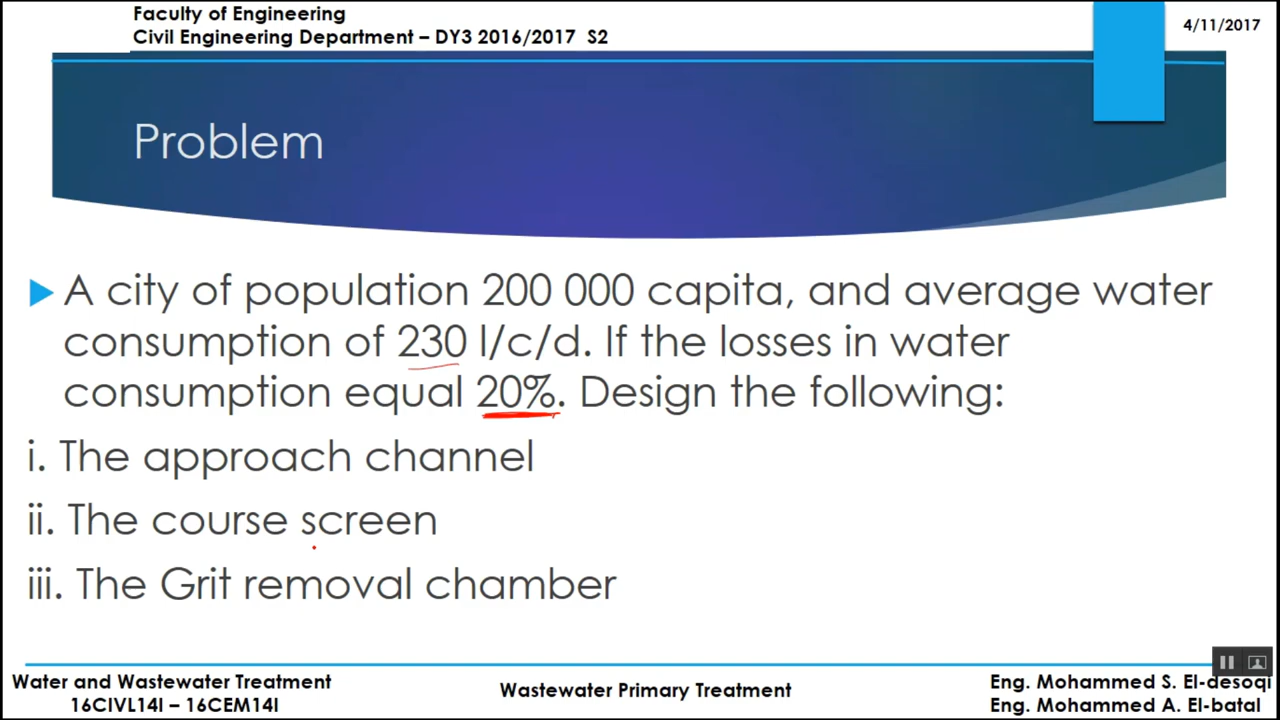 Faculty of Engineering
Civil Engineering Department – DY3 2016/2017 S2
4/11/2017
Problem
A city of population 200 000 capita, and average water
consumption of 230 l/c/d. If the losses in water
consumption equal 20%. Design the following:
i. The approach channel
ii. The course screen
iii. The Grit removal chamber
Water and Wastewater Treatment
16CIVL14I – 16CEM14I
Wastewater Primary Treatment
Eng. Mohammed S. El-desoqi
Eng. Mohammed A. El-batal